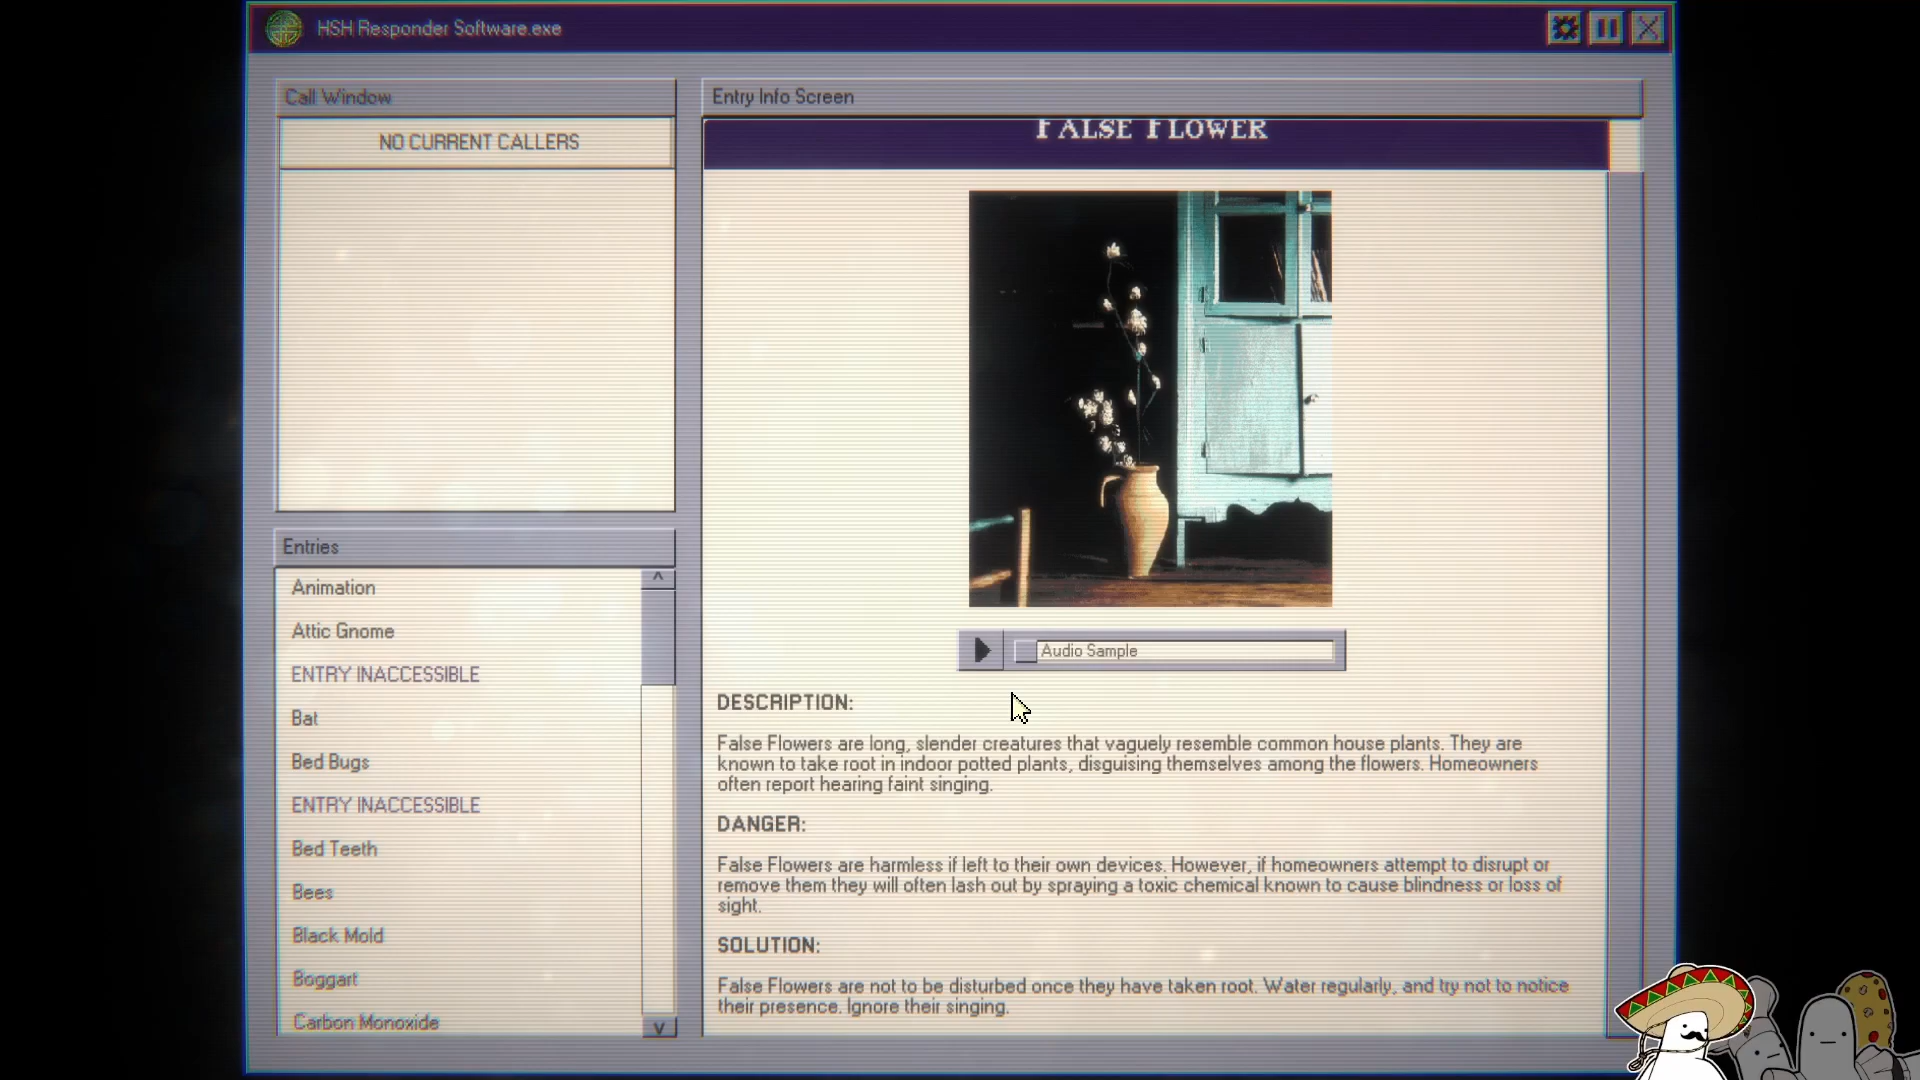 HSH Responder Software.exe
Call Window
NO CURRENT CALLERS
Entries
Animation
Attic Gnome
ENTRY INACCESSIBLE
Bat
Bed Bugs
ENTRY INACCESSIBLE
Bed Teeth
Bees
Black Mold
Boggart
Carbon Monoxide
Entry Info Screen
FALSE FLOWER
Audio Sample
DESCRIPTION:
False Flowers are long, slender creatures that vaguely resemble common house plants. They are
known to take root in indoor potted plants, disguising themselves among the flowers. Homeowners
often report hearing faint singing.
DANGER:
False Flowers are harmless if left to their own devices. However, if homeowners attempt to disrupt or
remove them they will often lash out by spraying a toxic chemical known to cause blindness or loss of
sight.
SOLUTION:
False Flowers are not to be disturbed once they have taken root. Water regularly, and try not to notice
their presence. Ignore their singing.